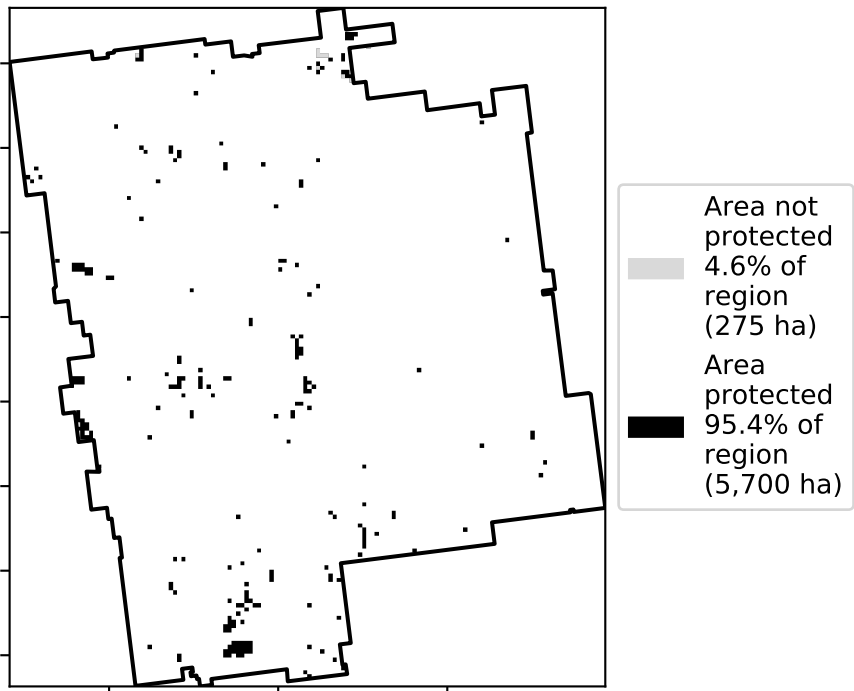 Area not
protected
4.6% of
region
(275 ha)
Area
protected
95.4% of
region
(5,700 ha)